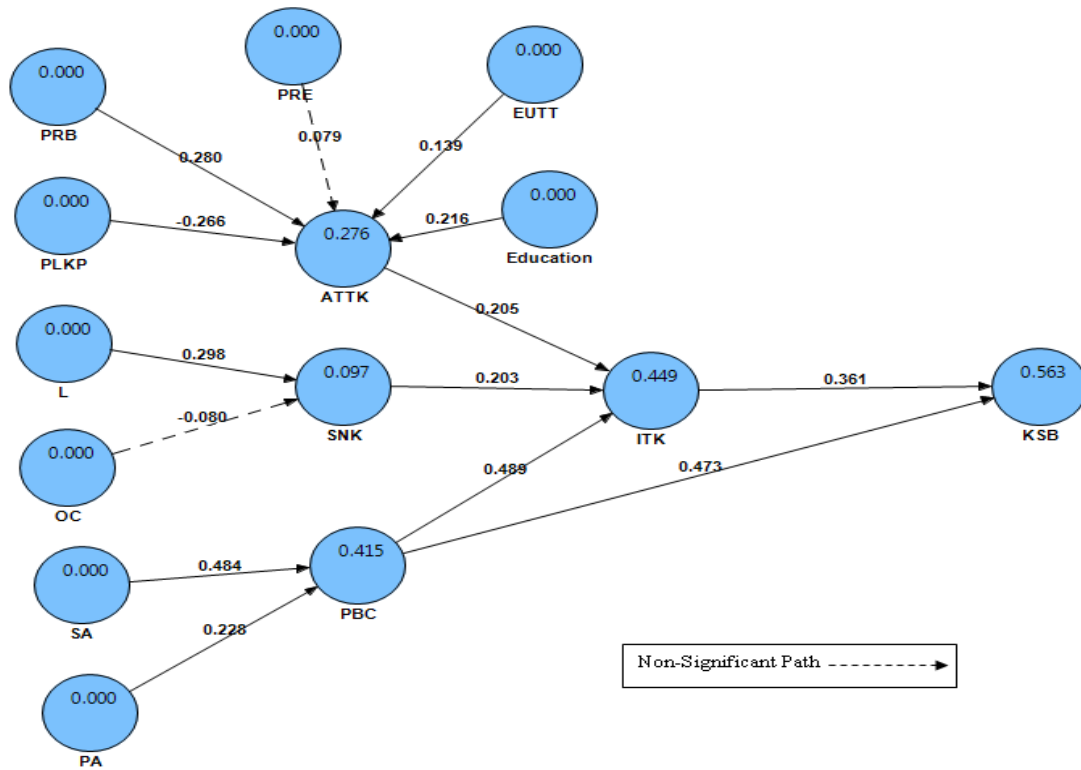 0.000
PRE
0.000
EUTT
0.000
PRB
0.079
0.139
0.280
0.000
PLKP
-0.266
0.000
Education
0.216
0.276
ATTK
0.205
0.000
L
0.298
0.097
SNK
0.203
0.449
ITK
0.361
0.563
KSB
-0.080
0.000
OC
0.489
0.473
0.000
SA
0.484
0.415
PBC
0.228
0.000
PA
Non-Significant Path